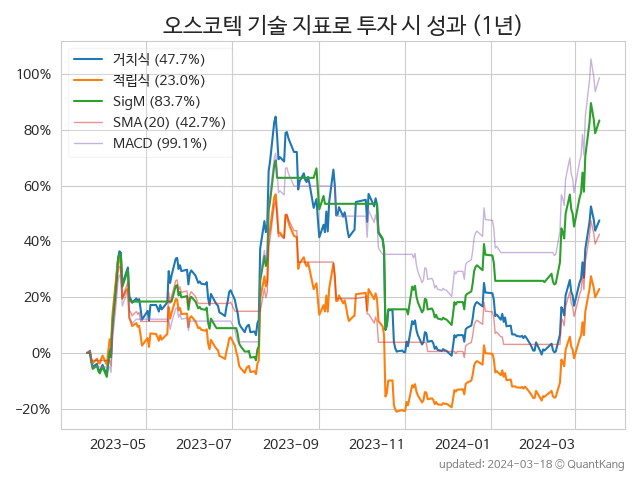 오스코텍 기술 지표로 투자 시 성과 (1년)
거치식 (47.7%)
적립식 (23.0%)
SigM (83.7%)
SMA(20) (42.7%)
MACD (99.1%)
100%
80%
60%
40%
20%
0%
−20%
2023-05
2023-07
2023-09
2023-11
2024-01
2024-03
updated: 2024-03-18 © QuantKang